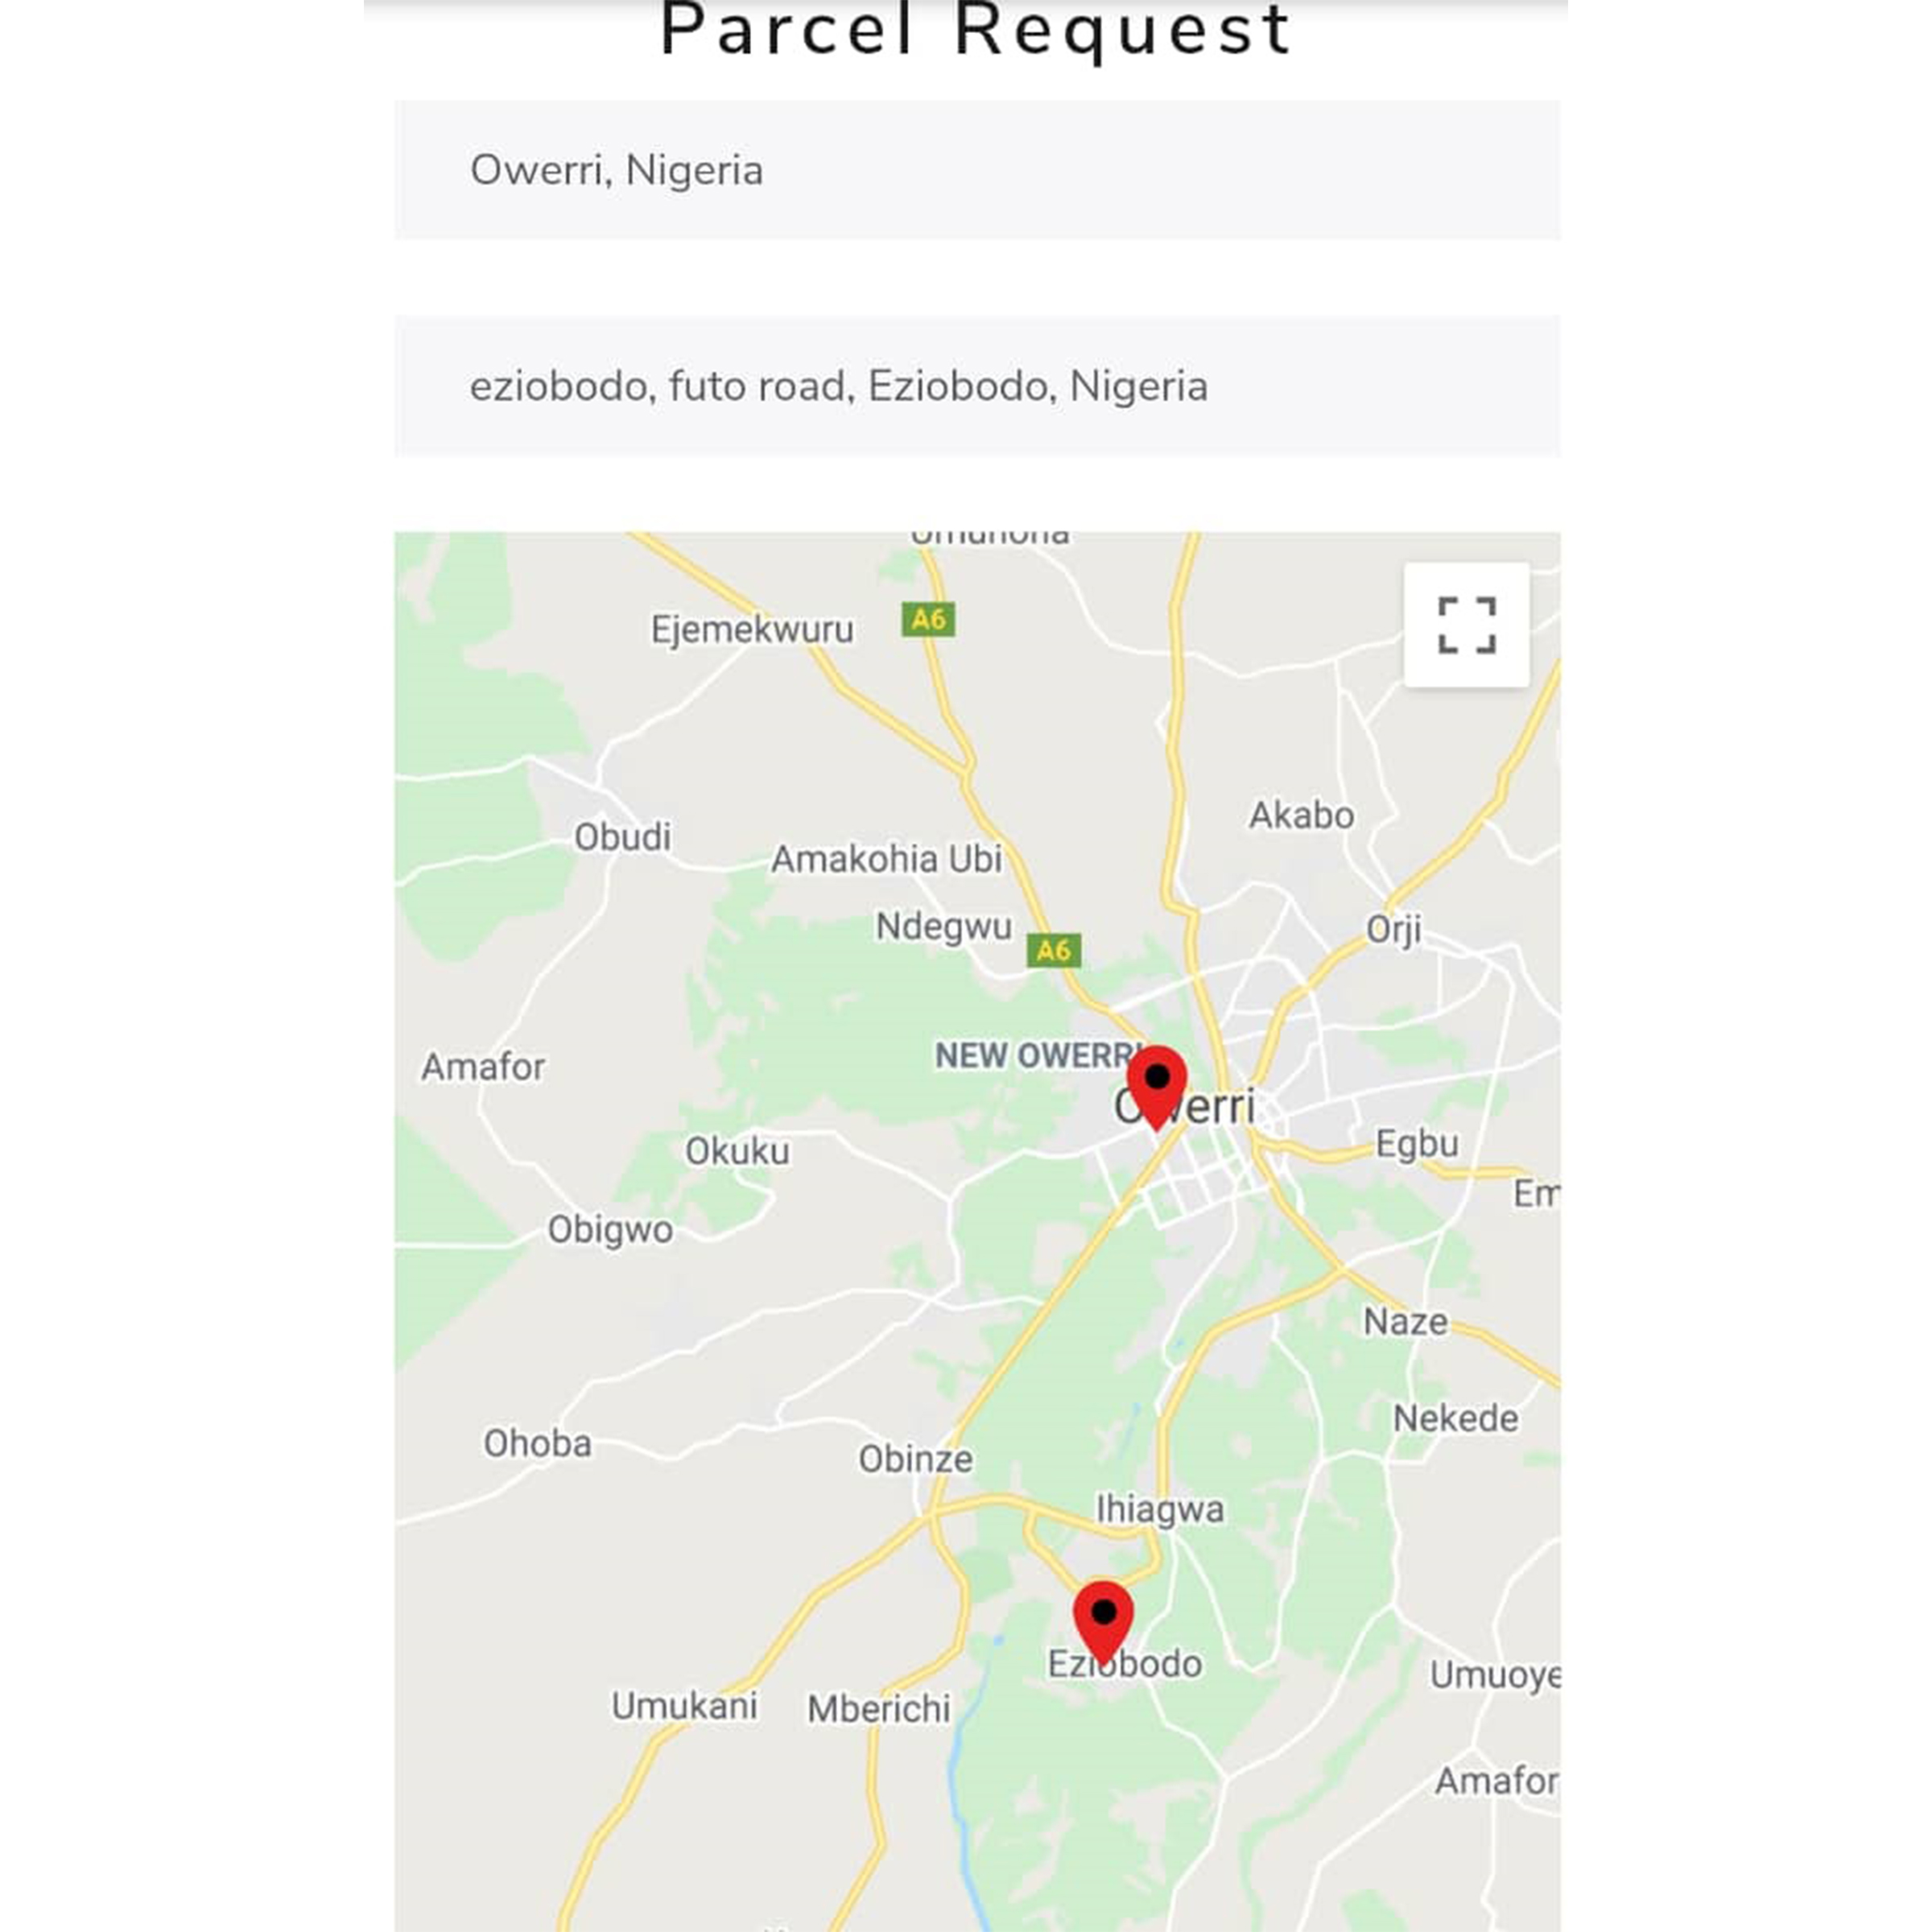 Parcel Request
Owerri, Nigeria
eziobodo, futo road, Eziobodo, Nigeria
Ejemekwuru
A6
Obudi
Akabo
Amakohia Ubi
Ndegwu
A6
Orji
NEW OWERRI
Owerri
Amafor
Okuku
Egbu
Em
Obigwo
Naze
Nekede
Ohoba
Obinze
Ihiagwa
Eziobodo
Umuoye
Umukani
Mberichi
Amafor